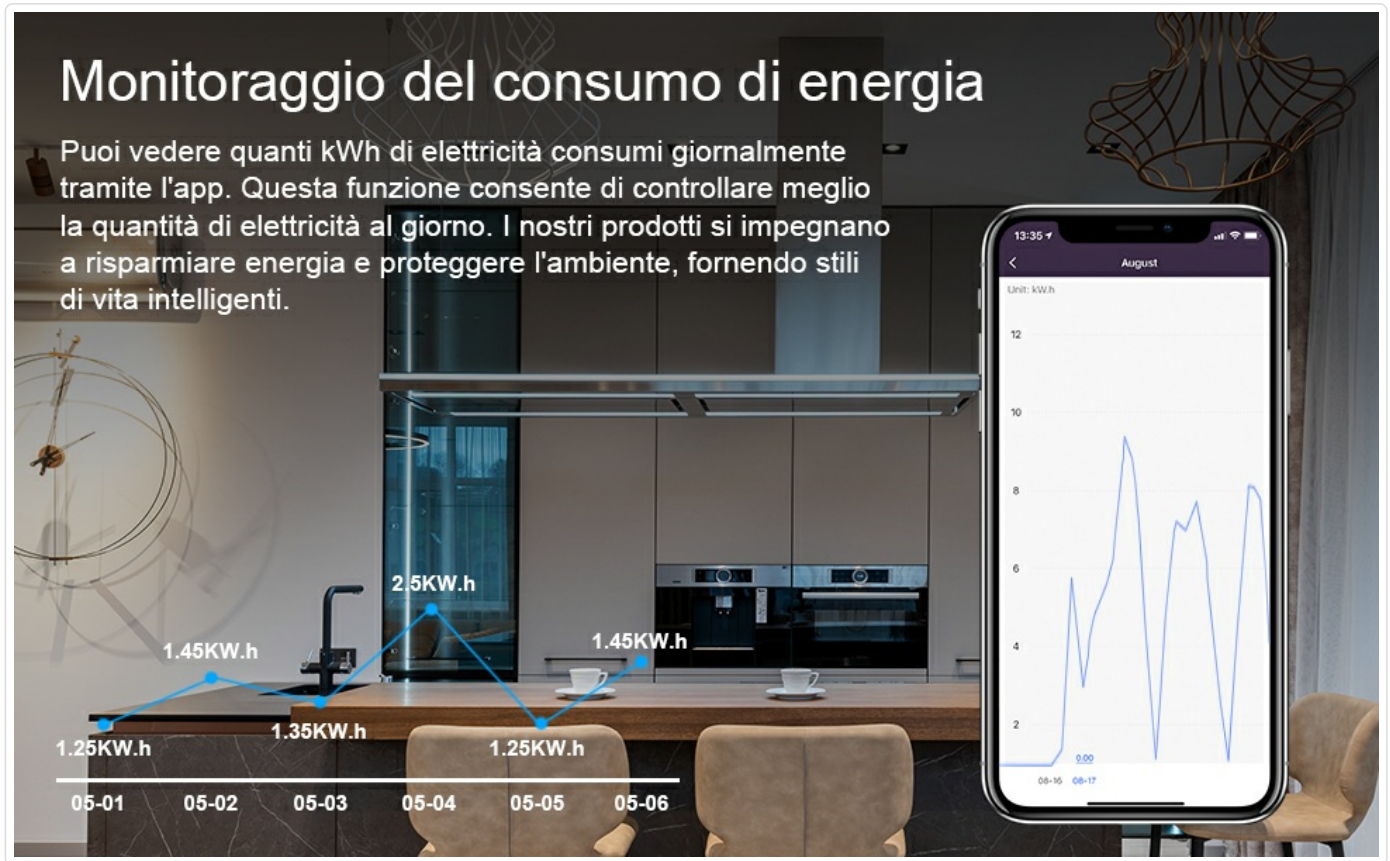 Monitoraggio del consumo di energia
Puoi vedere quanti kWh di elettricità consumi giornalmente
tramite l'app. Questa funzione consente di controllare meglio
la quantità di elettricità al giorno. I nostri prodotti si impegnano
a risparmiare energia e proteggere l'ambiente, fornendo stili
di vita intelligenti.
13:35
August
Unit: kW.h
12
10
8
6
4
2
0.00
08-16 08-17
2.5KW.h
1.45KW.h
1.45KW.h
1.35KW.h
1.25KW.h
1.25KW.h
05-01 05-02 05-03 05-04 05-05 05-06